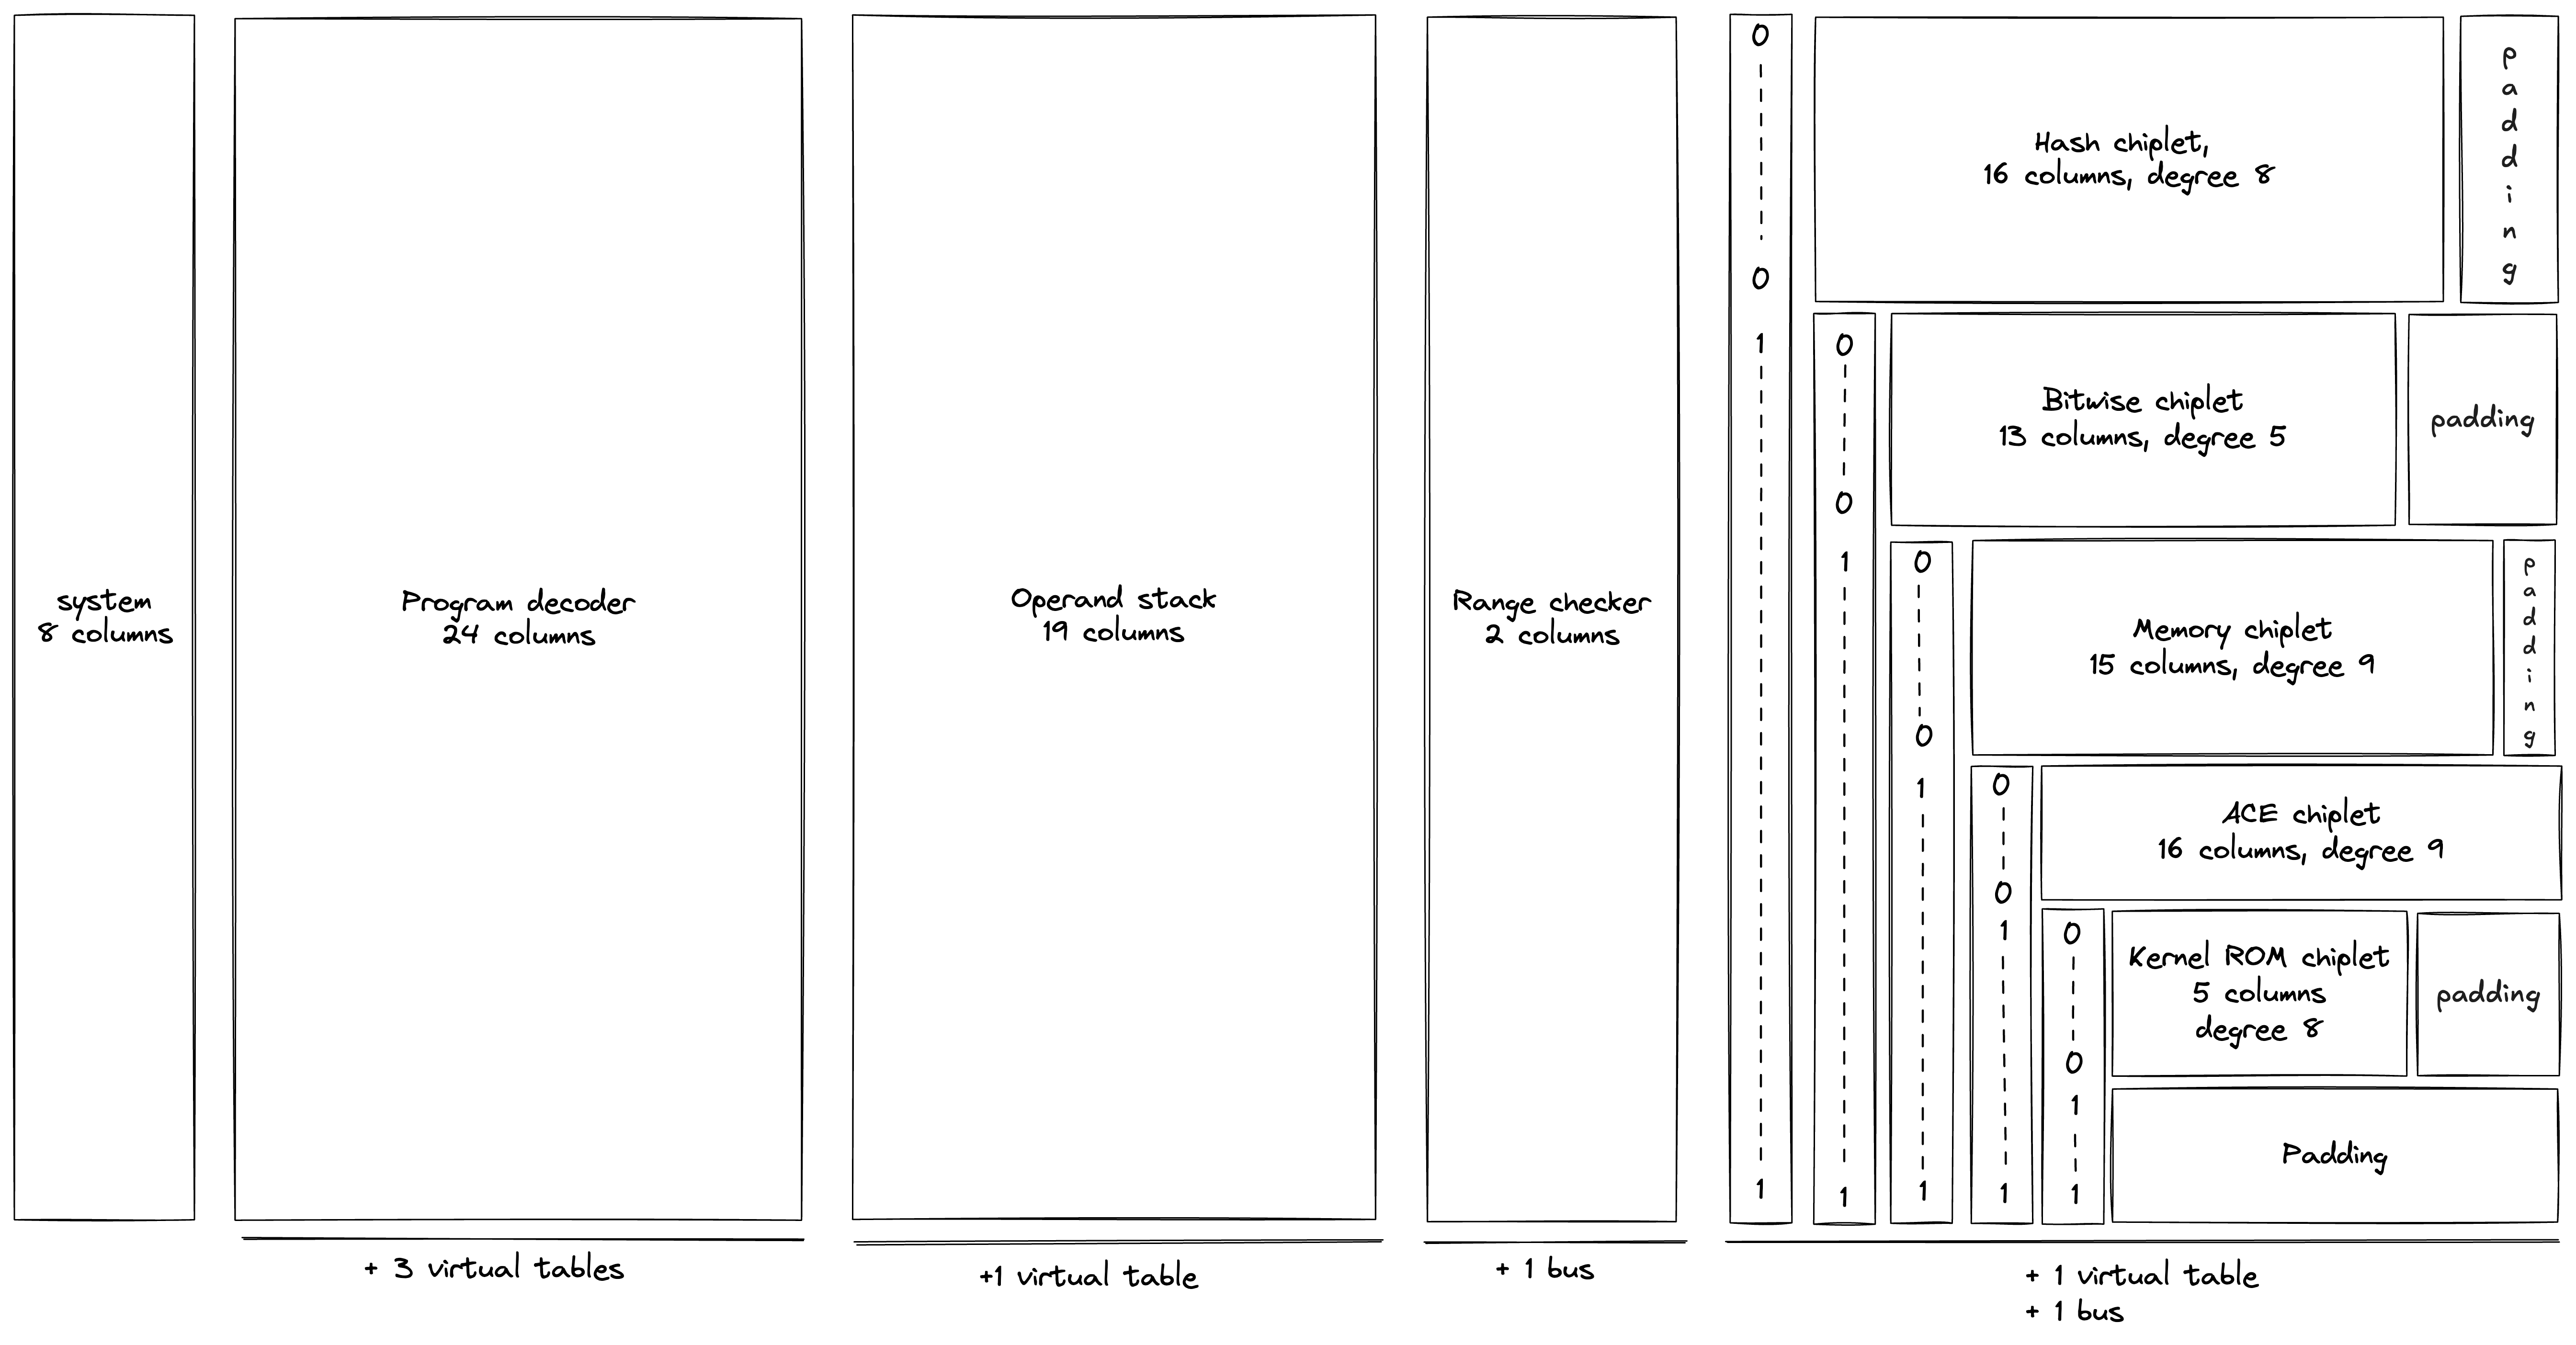 system
8 columns
Program decoder
24 columns
+ 3 virtual tables
Operand stack
19 columns
+1 virtual table
Range checker
2 columns
+ 1 bus
0
0
1
1
Hash chiplet,
16 columns, degree 8
padding
0
0
1
1
Bitwise chiplet
13 columns, degree 5
padding
0
0
1
1
Memory chiplet
15 columns, degree 9
padding
0
0
1
1
ACE chiplet
16 columns, degree 9
0
0
1
1
Kernel ROM chiplet
5 columns
degree 8
padding
Padding
+ 1 virtual table
+ 1 bus